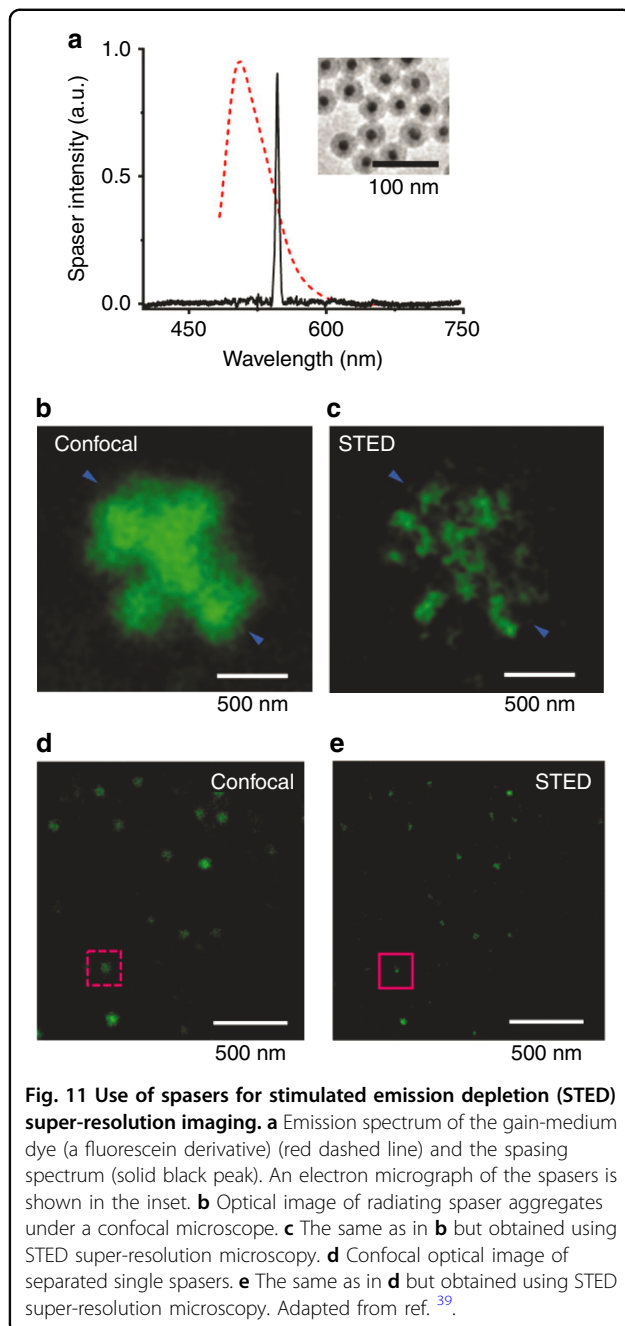 a
1.0
0.5
0.0
Spaser intensity (a.u.)
100 nm
450
600
750
Wavelength (nm)
b
c
Confocal
STED
500 nm
500 nm
d
e
Confocal
STED
500 nm
500 nm
Fig. 11 Use of spasers for stimulated emission depletion (STED)
super-resolution imaging. a Emission spectrum of the gain-medium
dye (a fluorescein derivative) (red dashed line) and the spasing
spectrum (solid black peak). An electron micrograph of the spasers is
shown in the inset. b Optical image of radiating spaser aggregates
under a confocal microscope. c The same as in b but obtained using
STED super-resolution microscopy. d Confocal optical image of
separated single spasers. e The same as in d but obtained using STED
super-resolution microscopy. Adapted from ref. 39.